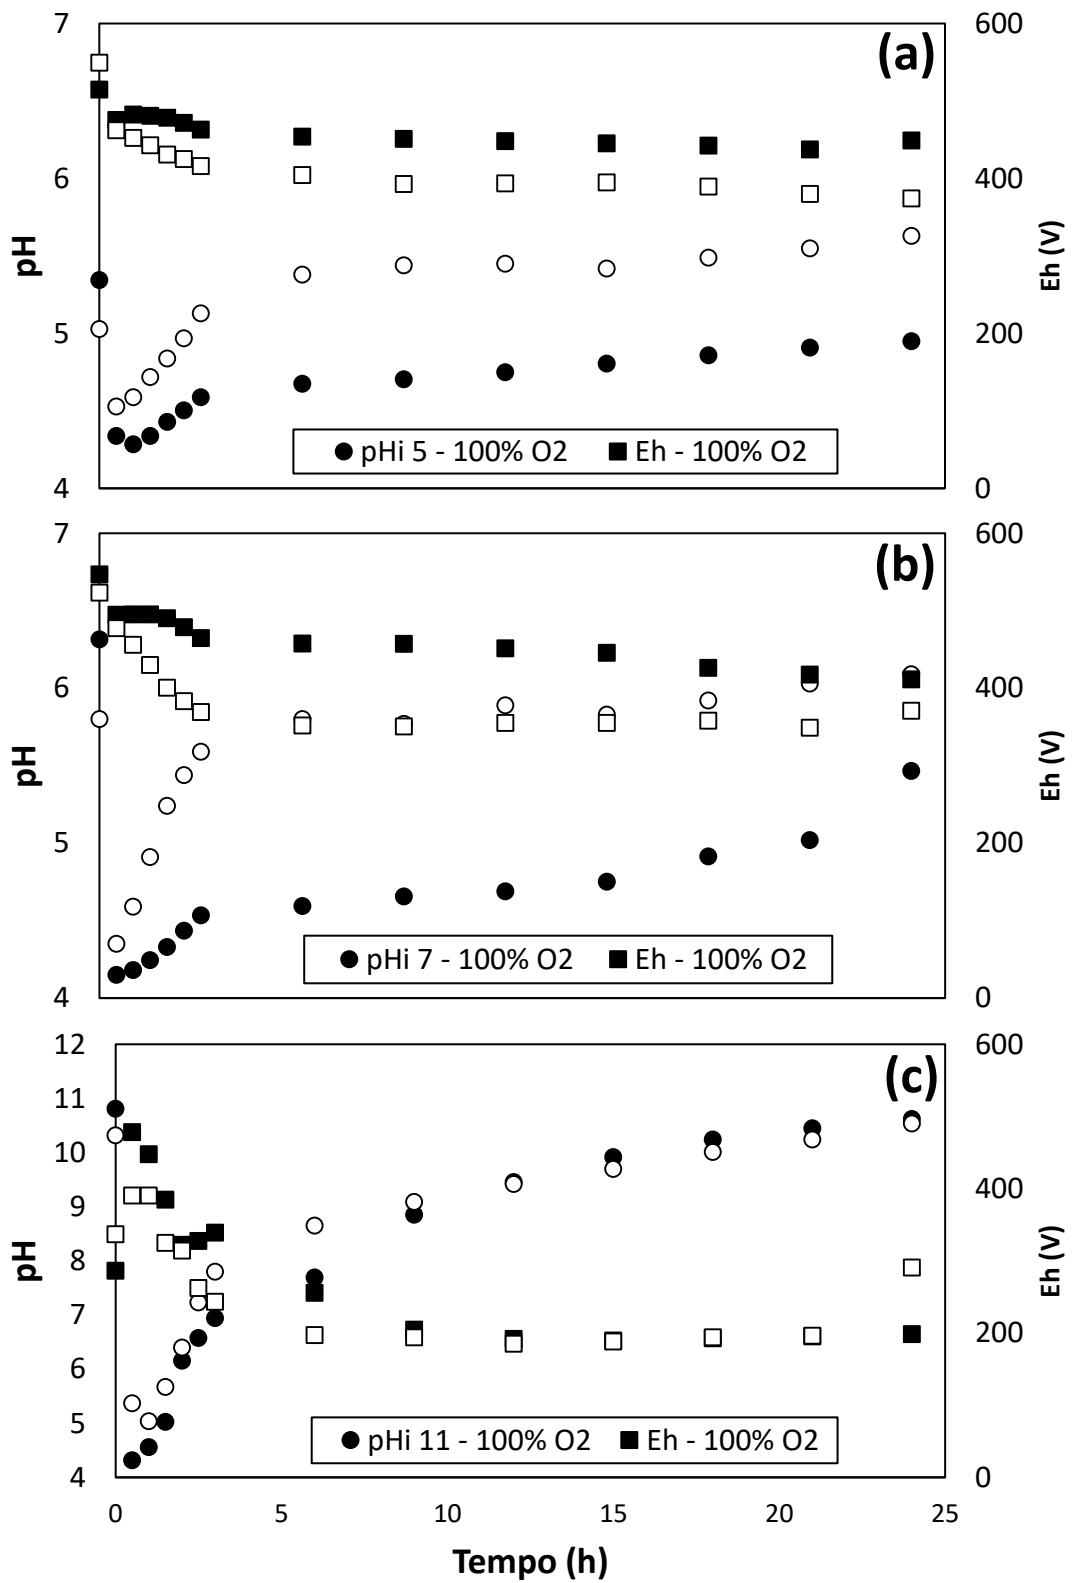 (a)
7
6
5
4
pH
600
400
200
0
Eh (V)
pHi 5 - 100% O2 Eh - 100% O2
(b)
7
6
5
4
pH
600
400
200
0
Eh (V)
pHi 7 - 100% O2 Eh - 100% O2
(c)
12
11
10
9
8
7
6
5
4
pH
600
400
200
0
Eh (V)
pHi 11 - 100% O2 Eh - 100% O2
0 5 10 15 20 25
Tempo (h)